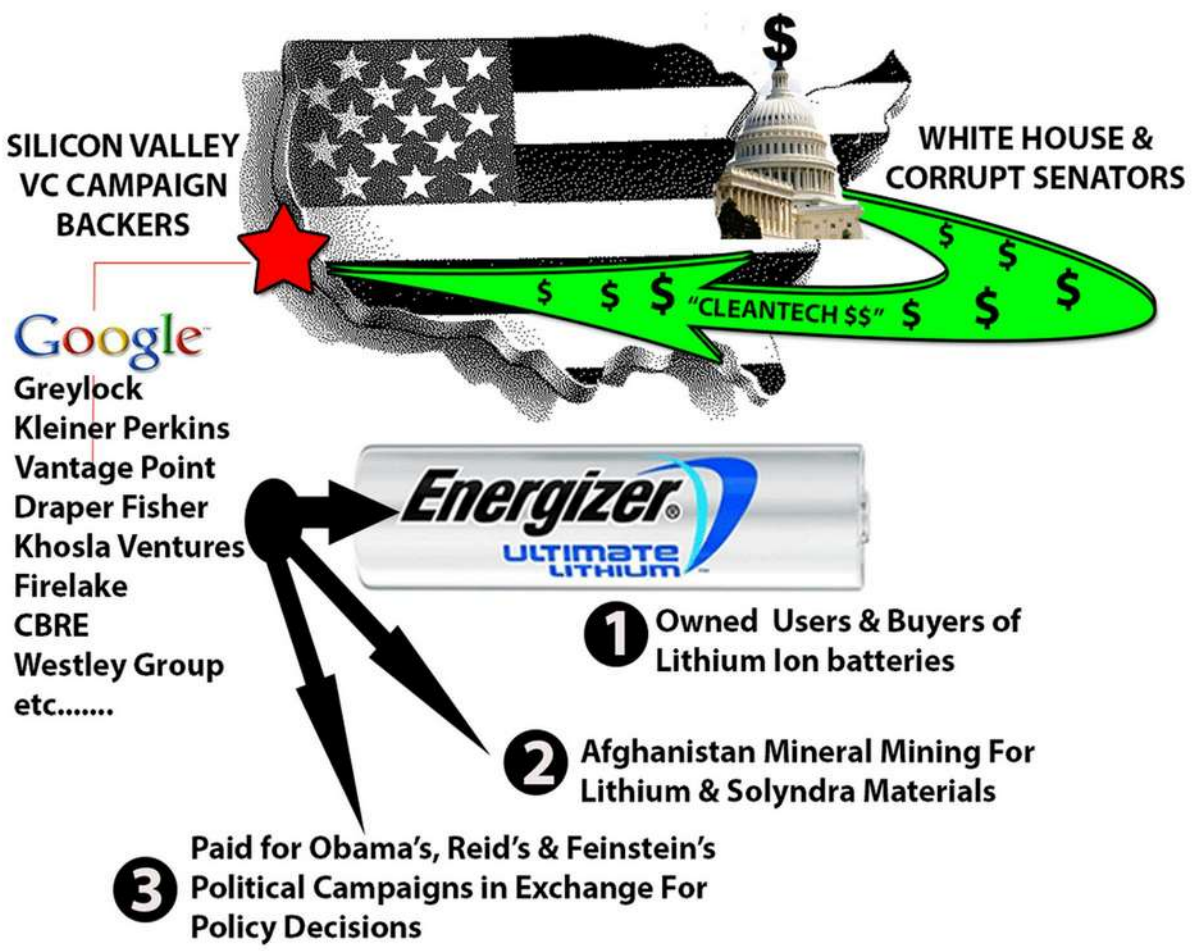 $
SILICON VALLEY
VC CAMPAIGN
BACKERS
WHITE HOUSE &
CORRUPT SENATORS
$ $ $ "CLEANTECH $$" $ $ $ $ $
Google
Greylock
Kleiner Perkins
Vantage Point
Draper Fisher
Khosla Ventures
Firelake
CBRE
Westley Group
etc.......
Energizer®
ULTIMATE
LITHIUM™
1 Owned Users & Buyers of
Lithium Ion batteries
2 Afghanistan Mineral Mining For
Lithium & Solyndra Materials
3 Paid for Obama's, Reid's & Feinstein's
Political Campaigns in Exchange For
Policy Decisions